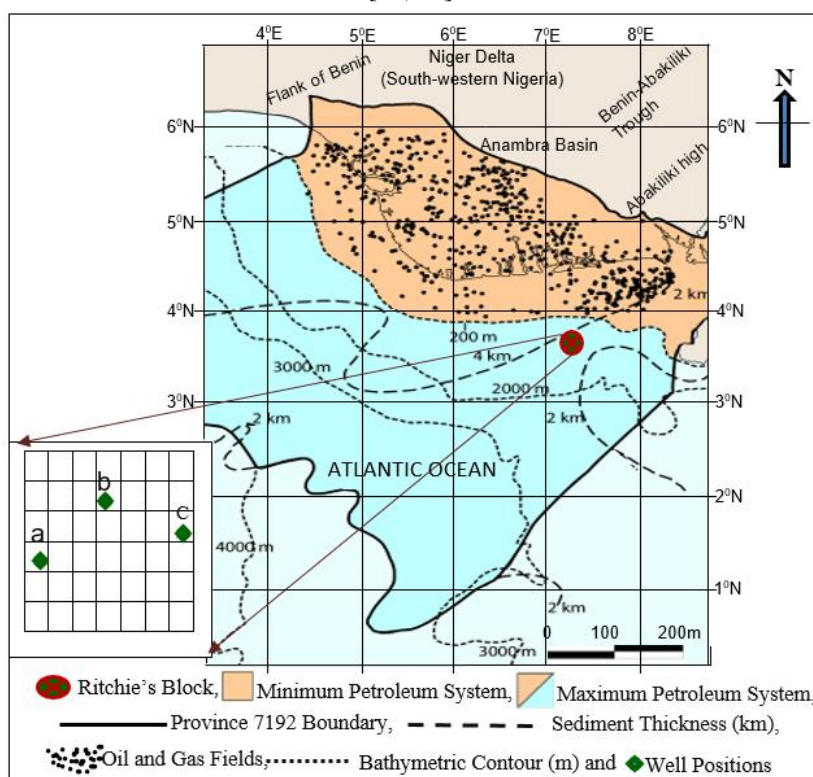 4⁰E 5⁰E 6⁰E 7⁰E 8⁰E
Niger Delta
(South-western Nigeria)
Flank of Benin
Benin-Abakiliki
Trough
N
6⁰N 6⁰N
Anambra Basin
Abakiliki high
5⁰N 5⁰N
2 km
4⁰N 4⁰N
200 m
4 km
3000 m
2000 m
3⁰N 3⁰N
2 km 2 km
ATLANTIC OCEAN
b
2⁰N
a c
4000 m
1⁰N
2 km
0 100 200m
3000 m
Ritchie's Block, Minimum Petroleum System, Maximum Petroleum System,
Province 7192 Boundary, Sediment Thickness (km),
Oil and Gas Fields, Bathymetric Contour (m) and Well Positions